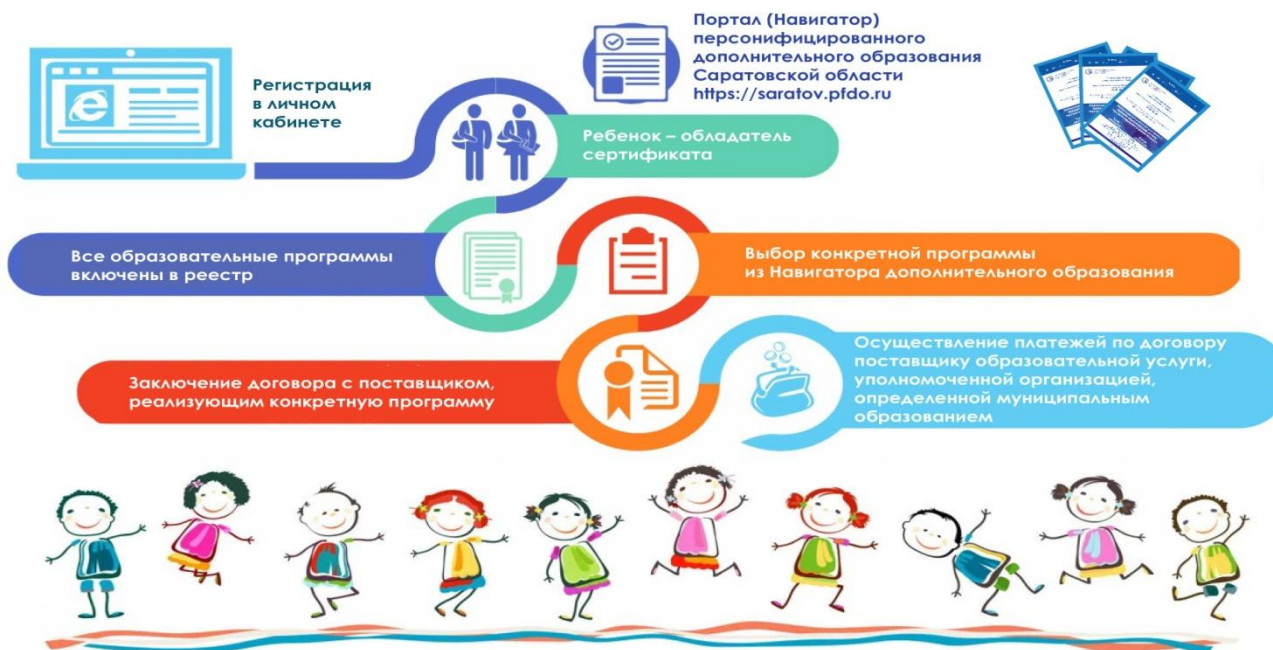 Регистрация
в личном
кабинете
Портал (Навигатор)
персонифицированного
дополнительного образования
Саратовской области
https://saratov.pfdo.ru
Ребенок – обладатель
сертификата
Все образовательные программы
включены в реестр
Выбор конкретной программы
из Навигатора дополнительного образования
Заключение договора с поставщиком,
реализующим конкретную программу
Осуществление платежей по договору
поставщику образовательной услуги,
уполномоченной организацией,
определенной муниципальным
образованием